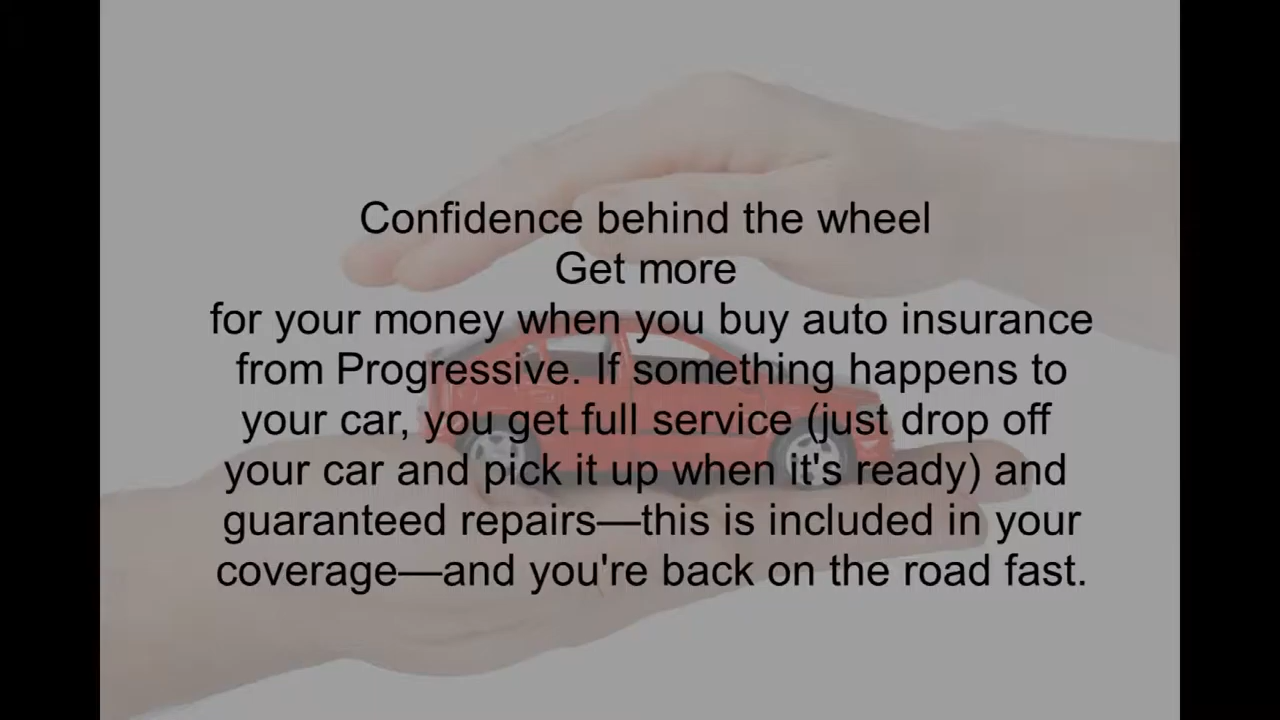 Confidence behind the wheel
Get more
for your money when you buy auto insurance
from Progressive. If something happens to
your car, you get full service (just drop off
your car and pick it up when it's ready) and
guaranteed repairs—this is included in your
coverage—and you're back on the road fast.